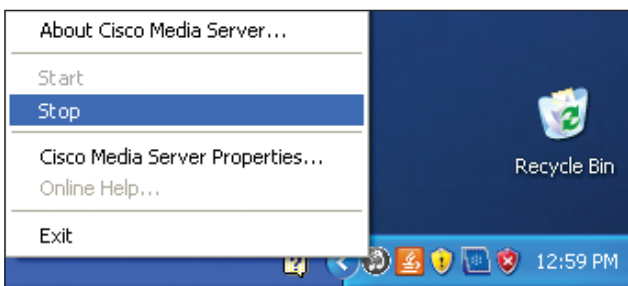 About Cisco Media Server...
Start
Stop
Cisco Media Server Properties...
Online Help...
Exit
Recycle Bin
12:59 PM